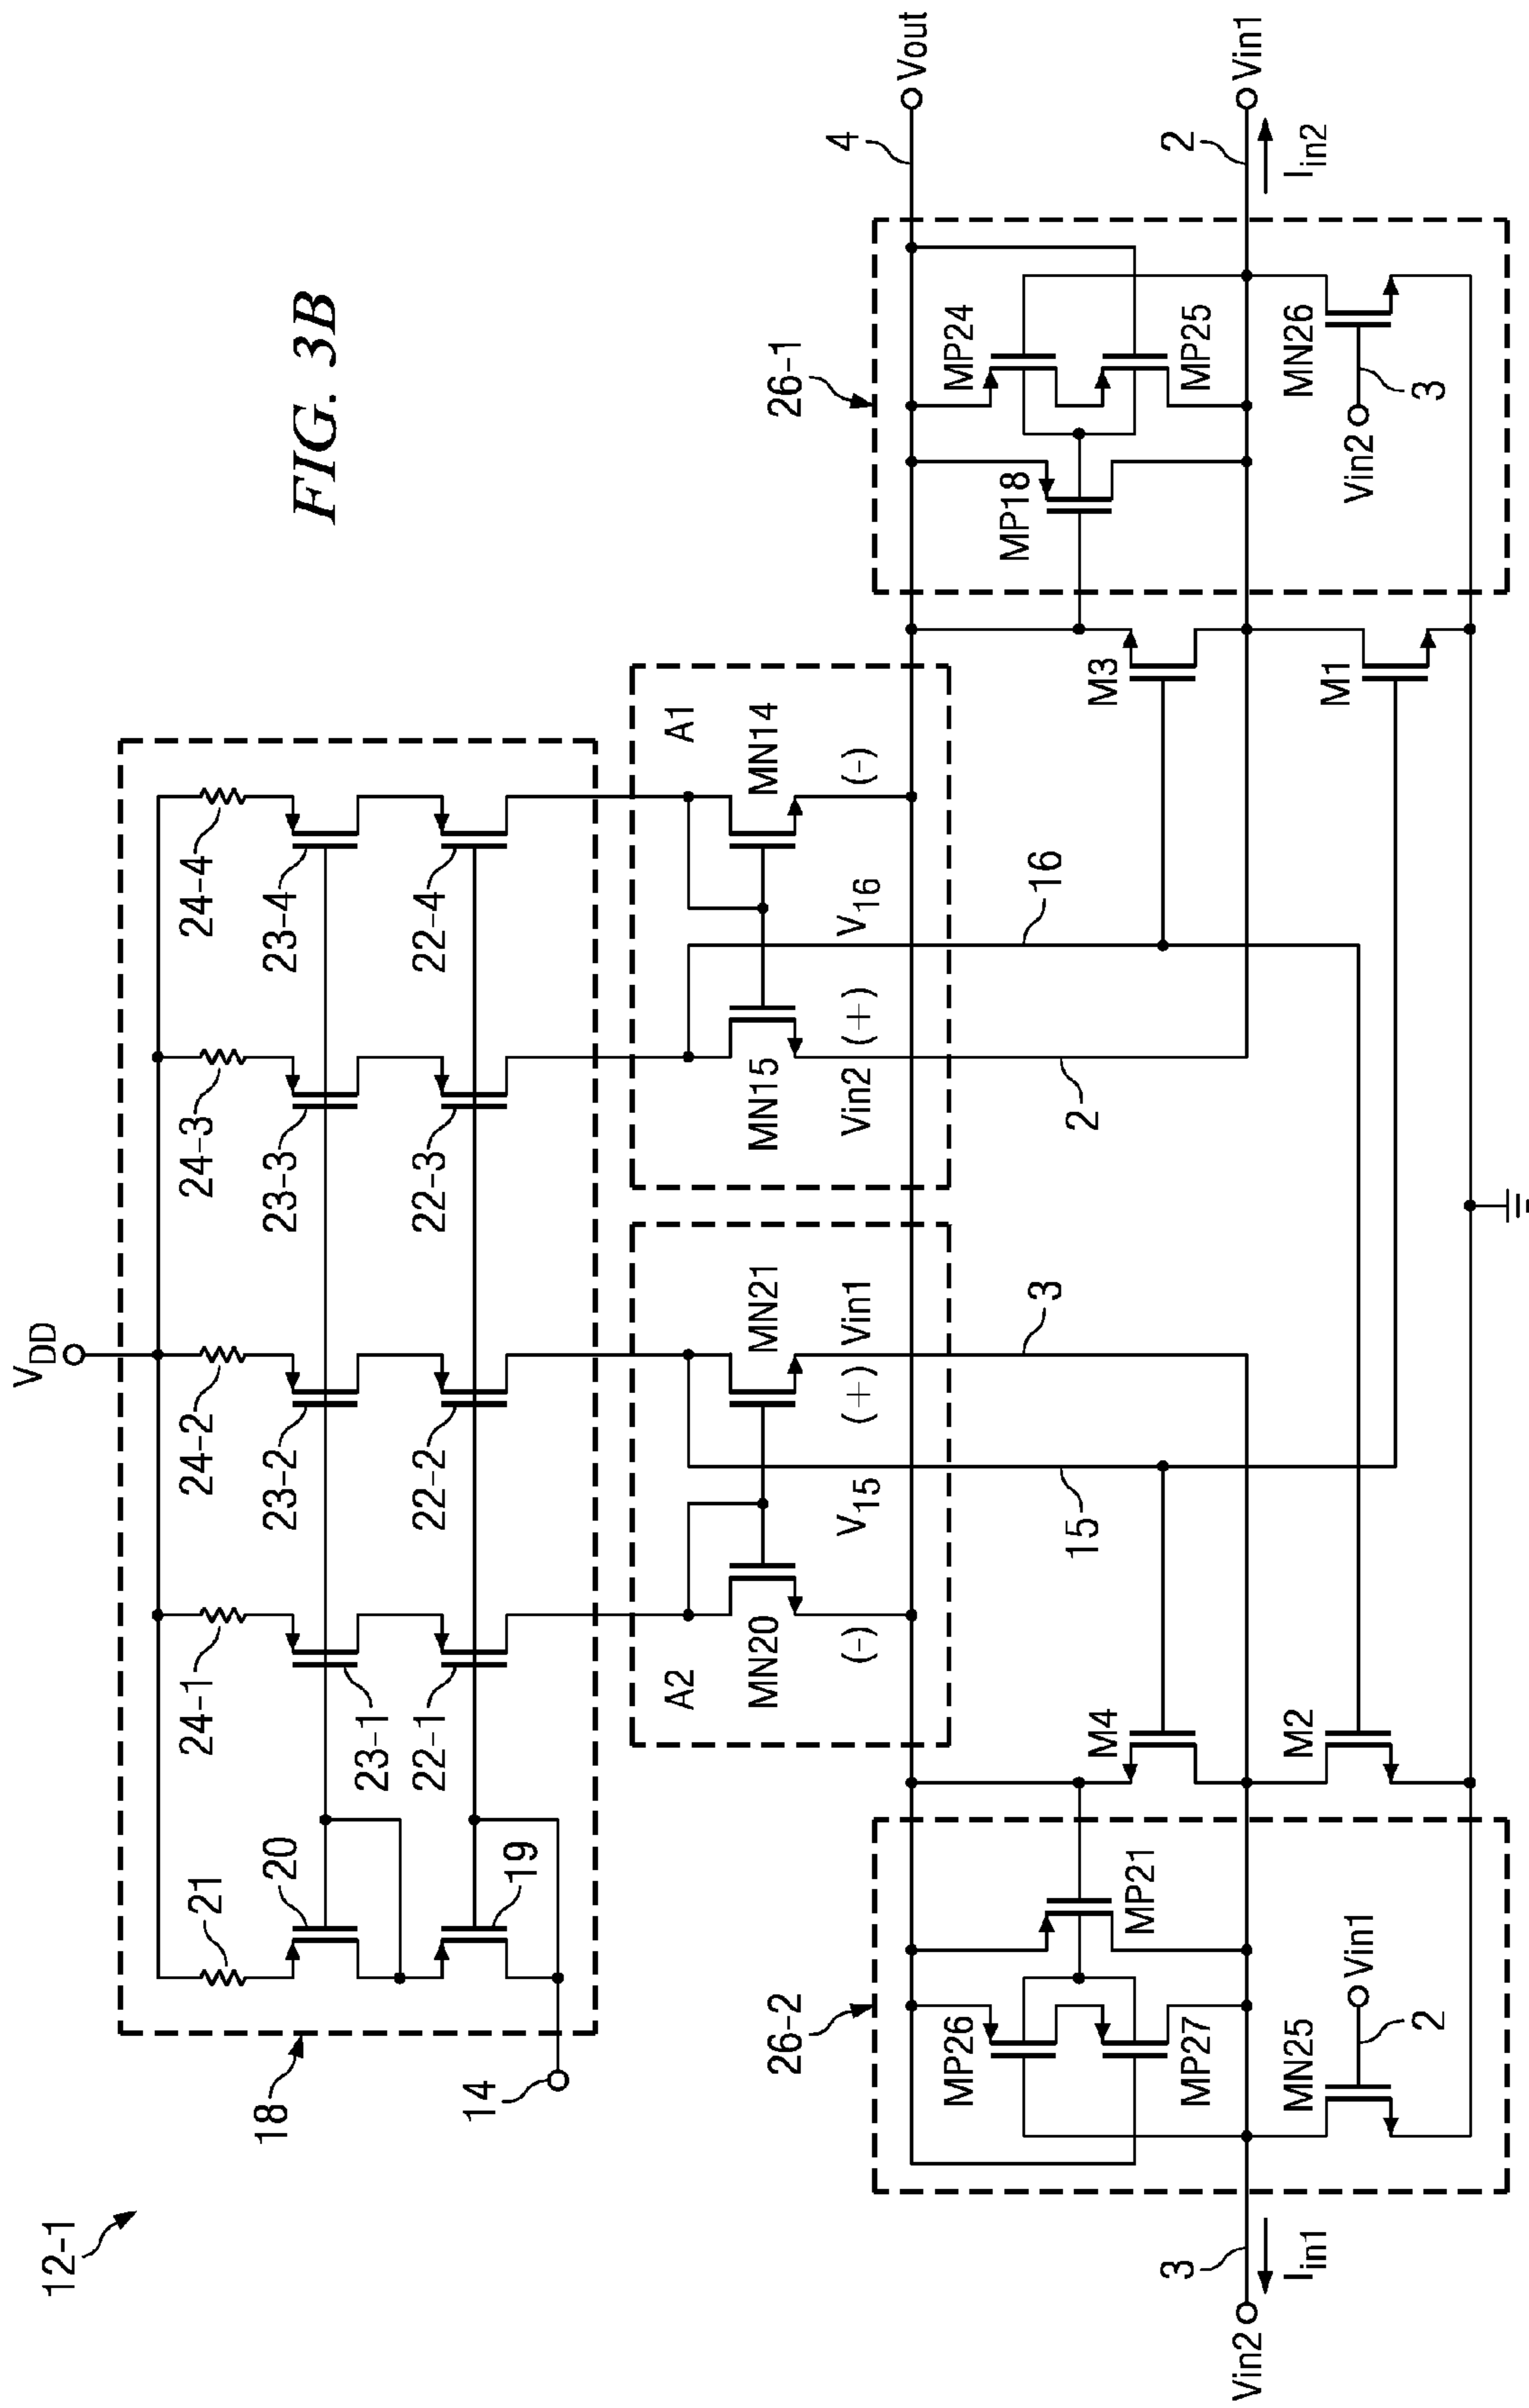 FIG. 3B
12-1
VDD
18
21
24-1
24-2
24-3
24-4
20
23-1
23-2
23-3
23-4
19
22-1
22-2
22-3
22-4
14
A2
A1
MN20
MN21
MN15
MN14
(-)
V15
(+)
Vin1
Vin2
(+)
V16
(-)
26-2
26-1
4
Vout
MP26
MP21
M4
M3
MP18
MP24
MP27
MP25
15
3
2
16
Vin2
3
Iin1
2
Vin1
Iin2
MN25
2
Vin1
M2
M1
Vin2
3
MN26